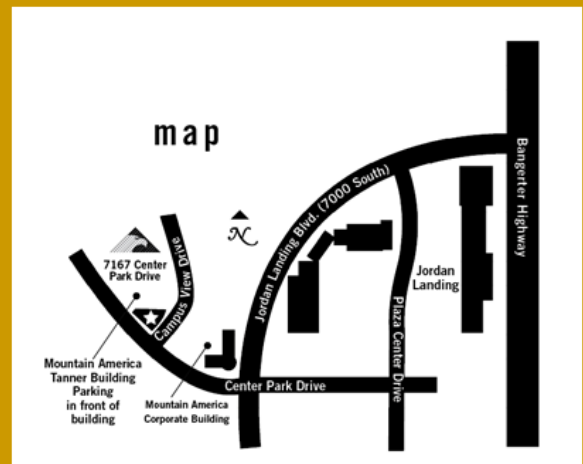 map
Bangerter Highway
Jordan Landing Blvd. (7000 South)
N
7167 Center
Park Drive
Campus View Drive
Jordan
Landing
Plaza Center Drive
Mountain America
Tanner Building
Parking
in front of
building
Mountain America
Corporate Building
Center Park Drive